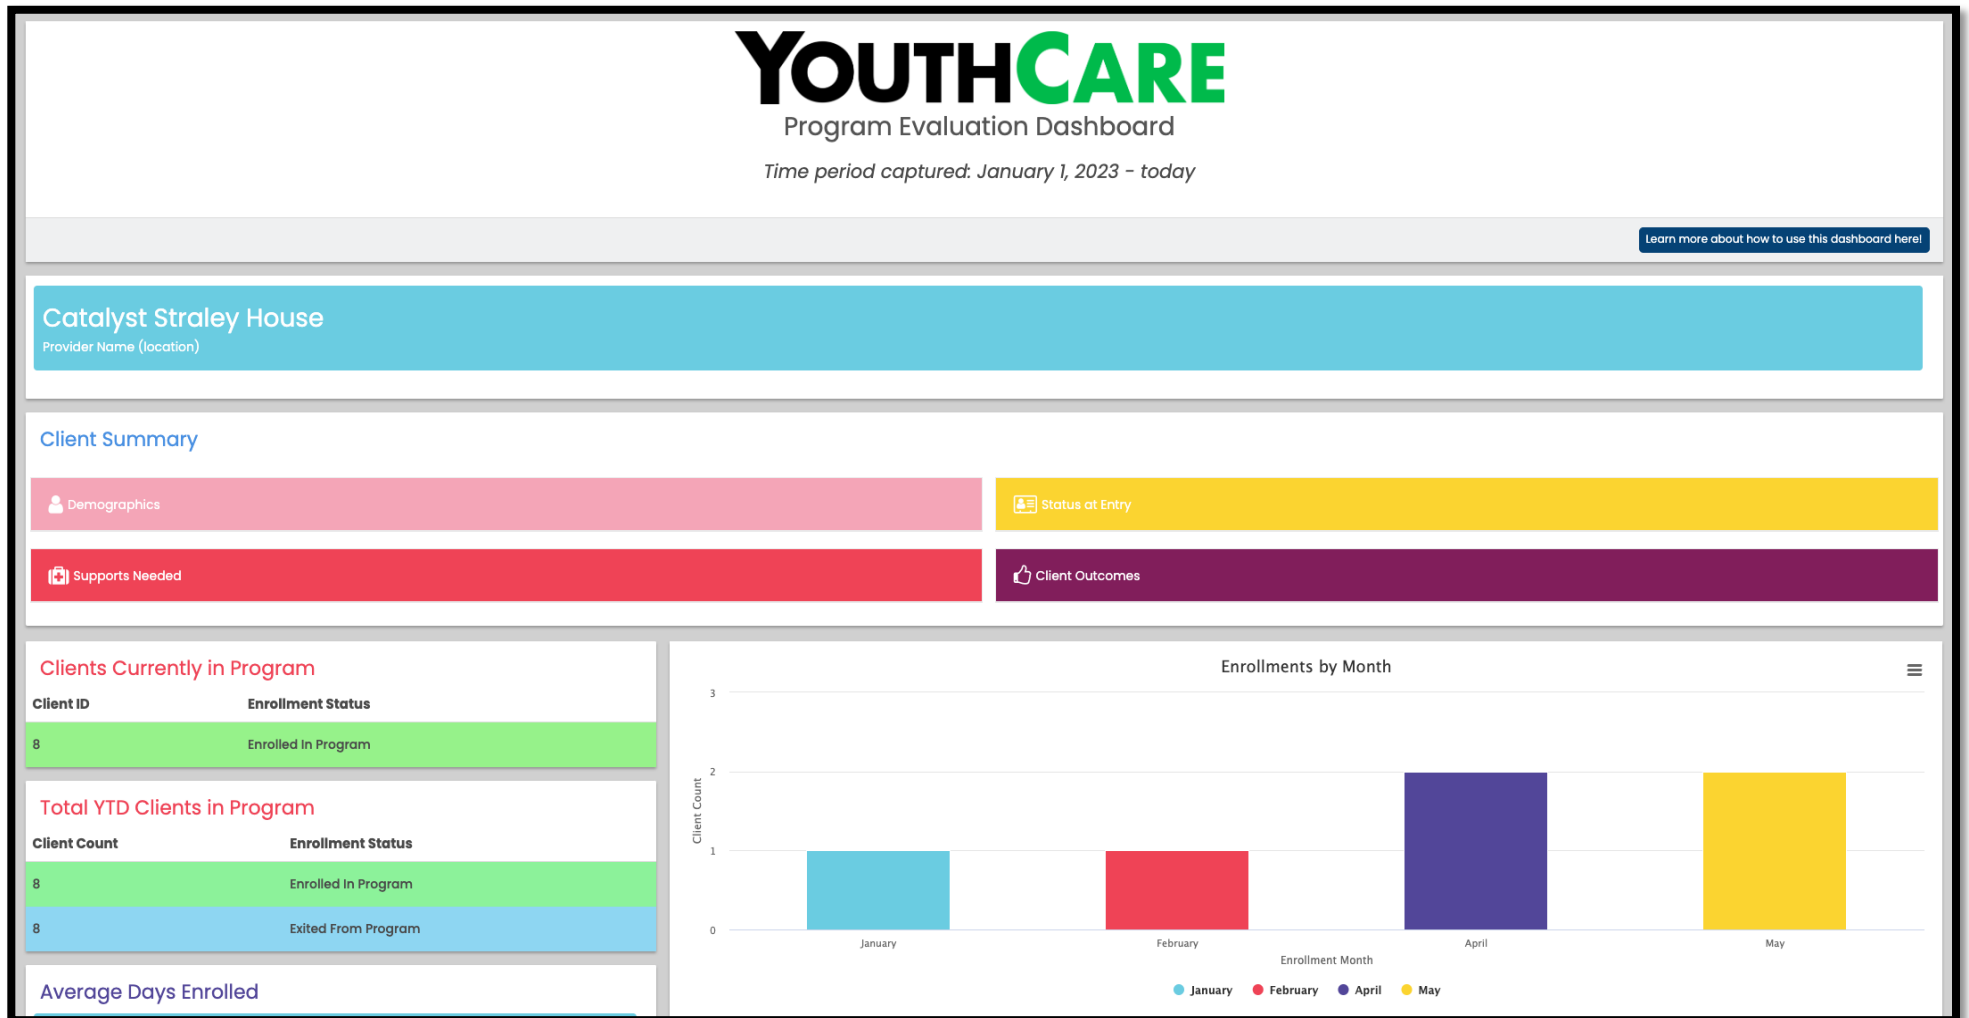 YOUTHCARE
Program Evaluation Dashboard
Time period captured: January 1, 2023 - today
Learn more about how to use this dashboard here!
Catalyst Straley House
Provider Name (location)
Client Summary
Demographics
Status at Entry
Supports Needed
Client Outcomes
Clients Currently in Program
Client ID Enrollment Status
8 Enrolled In Program
Total YTD Clients in Program
Client Count Enrollment Status
8 Enrolled In Program
8 Exited From Program
Average Days Enrolled
Enrollments by Month
Client Count
3
2
1
0
January February April May
Enrollment Month
January February April May